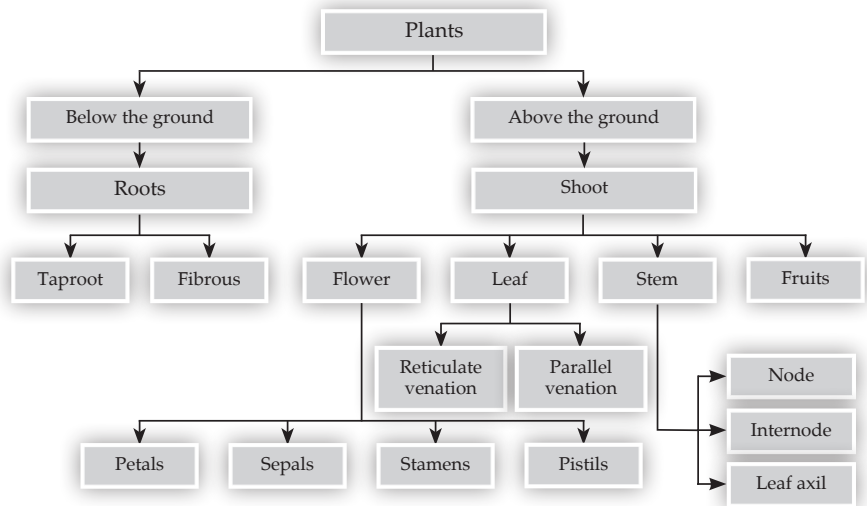 Plants
Below the ground
Above the ground
Roots
Shoot
Taproot
Fibrous
Flower
Leaf
Stem
Fruits
Reticulate
venation
Parallel
venation
Node
Internode
Leaf axil
Petals
Sepals
Stamens
Pistils